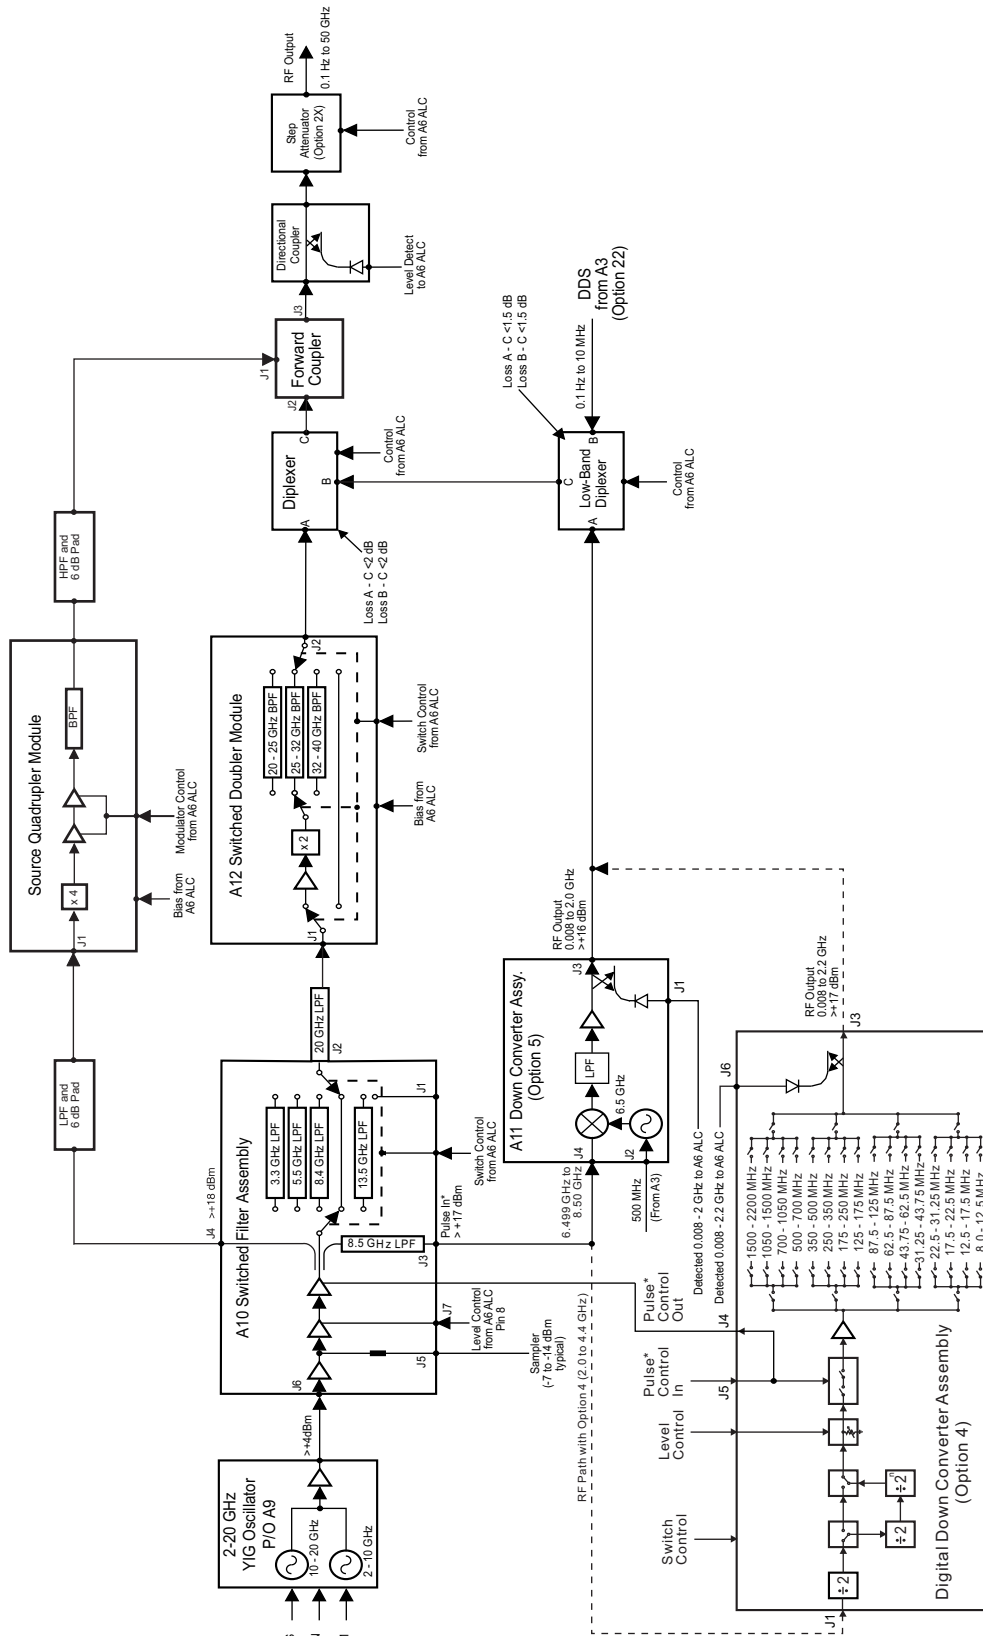 RF Output
0.1 Hz to 50 GHz
Step
Attenuator
(Option 2X)
Control
from A6 ALC
Directional
Coupler
Level Detect
to A6 ALC
J3
Forward
Coupler
J1
J2
Diplexer
A
B
C
Control
from A6 ALC
Loss A - C <2 dB
Loss B - C <2 dB
Loss A - C <1.5 dB
Loss B - C <1.5 dB
DDS
from A3
(Option 22)
0.1 Hz to 10 MHz
Low-Band
Diplexer
A
B
C
Control
from A6 ALC
HPF and
6 dB Pad
Source Quadrupler Module
BPF
x 4
J1
Modulator Control
from A6 ALC
Bias from
A6 ALC
LPF and
6 dB Pad
A12 Switched Doubler Module
J2
20 - 25 GHz BPF
25 - 32 GHz BPF
32 - 40 GHz BPF
x 2
J1
Switch Control
from A6 ALC
Bias from
A6 ALC
20 GHz LPF
J2
A10 Switched Filter Assembly
J4 >+18 dBm
3.3 GHz LPF
5.5 GHz LPF
8.4 GHz LPF
13.5 GHz LPF
8.5 GHz LPF
J1
J3
Switch Control
from A6 ALC
Pulse In*
>+17 dBm
J7
Level Control
from A6 ALC
Pin 8
J5
J6
Sampler
(-7 to -14 dBm
typical)
>+4dBm
2-20 GHz
YIG Oscillator
P/O A9
10 - 20 GHz
2 - 10 GHz
A11 Down Converter Assy.
(Option 5)
RF Output
0.008 to 2.0 GHz
>+16 dBm
J3
J1
LPF
6.5 GHz
J4
J2
6.499 GHz to
8.50 GHz
500 MHz
(From A3)
Detected 0.008 - 2 GHz to A6 ALC
Detected 0.008 - 2.2 GHz to A6 ALC
RF Path with Option 4 (2.0 to 4.4 GHz)
RF Output
0.008 to 2.2 GHz
>+17 dBm
J3
J6
Pulse*
Control
Out
J4
Pulse*
Control
In
J5
Level
Control
Switch
Control
J1
1500 - 2200 MHz
1050 - 1500 MHz
700 - 1050 MHz
500 - 700 MHz
350 - 500 MHz
250 - 350 MHz
175 - 250 MHz
125 - 175 MHz
87.5 - 125 MHz
62.5 - 87.5 MHz
43.75 - 62.5 MHz
31.25 - 43.75 MHz
22.5 - 31.25 MHz
17.5 - 22.5 MHz
12.5 - 17.5 MHz
8.0 - 12.5 MHz
÷2
÷2
÷2
n
Digital Down Converter Assembly
(Option 4)